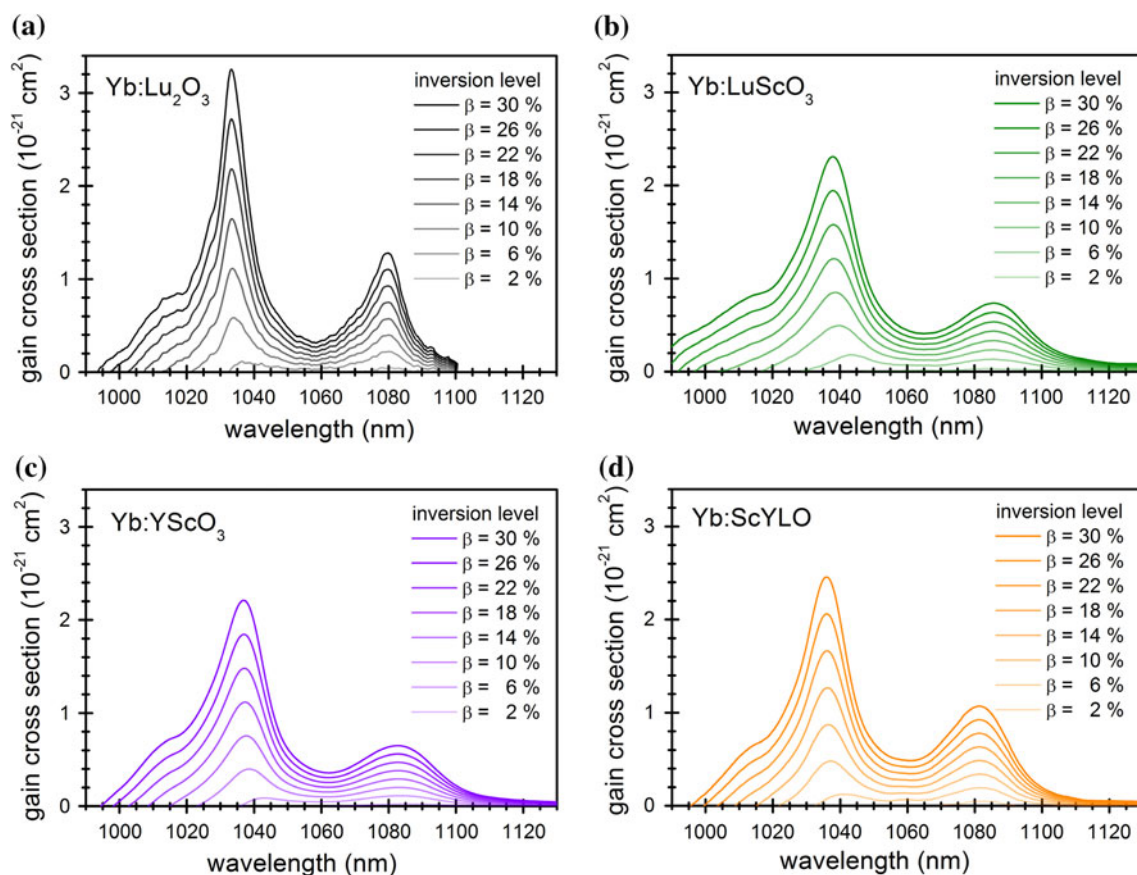 (a)
Yb:Lu₂O₃
inversion level
β = 30 %
β = 26 %
β = 22 %
β = 18 %
β = 14 %
β = 10 %
β = 6 %
β = 2 %
gain cross section (10⁻²¹ cm²)
3
2
1
0
1000 1020 1040 1060 1080 1100 1120
wavelength (nm)
(b)
Yb:LuScO₃
inversion level
β = 30 %
β = 26 %
β = 22 %
β = 18 %
β = 14 %
β = 10 %
β = 6 %
β = 2 %
gain cross section (10⁻²¹ cm²)
3
2
1
0
1000 1020 1040 1060 1080 1100 1120
wavelength (nm)
(c)
Yb:YScO₃
inversion level
β = 30 %
β = 26 %
β = 22 %
β = 18 %
β = 14 %
β = 10 %
β = 6 %
β = 2 %
gain cross section (10⁻²¹ cm²)
3
2
1
0
1000 1020 1040 1060 1080 1100 1120
wavelength (nm)
(d)
Yb:ScYLO
inversion level
β = 30 %
β = 26 %
β = 22 %
β = 18 %
β = 14 %
β = 10 %
β = 6 %
β = 2 %
gain cross section (10⁻²¹ cm²)
3
2
1
0
1000 1020 1040 1060 1080 1100 1120
wavelength (nm)